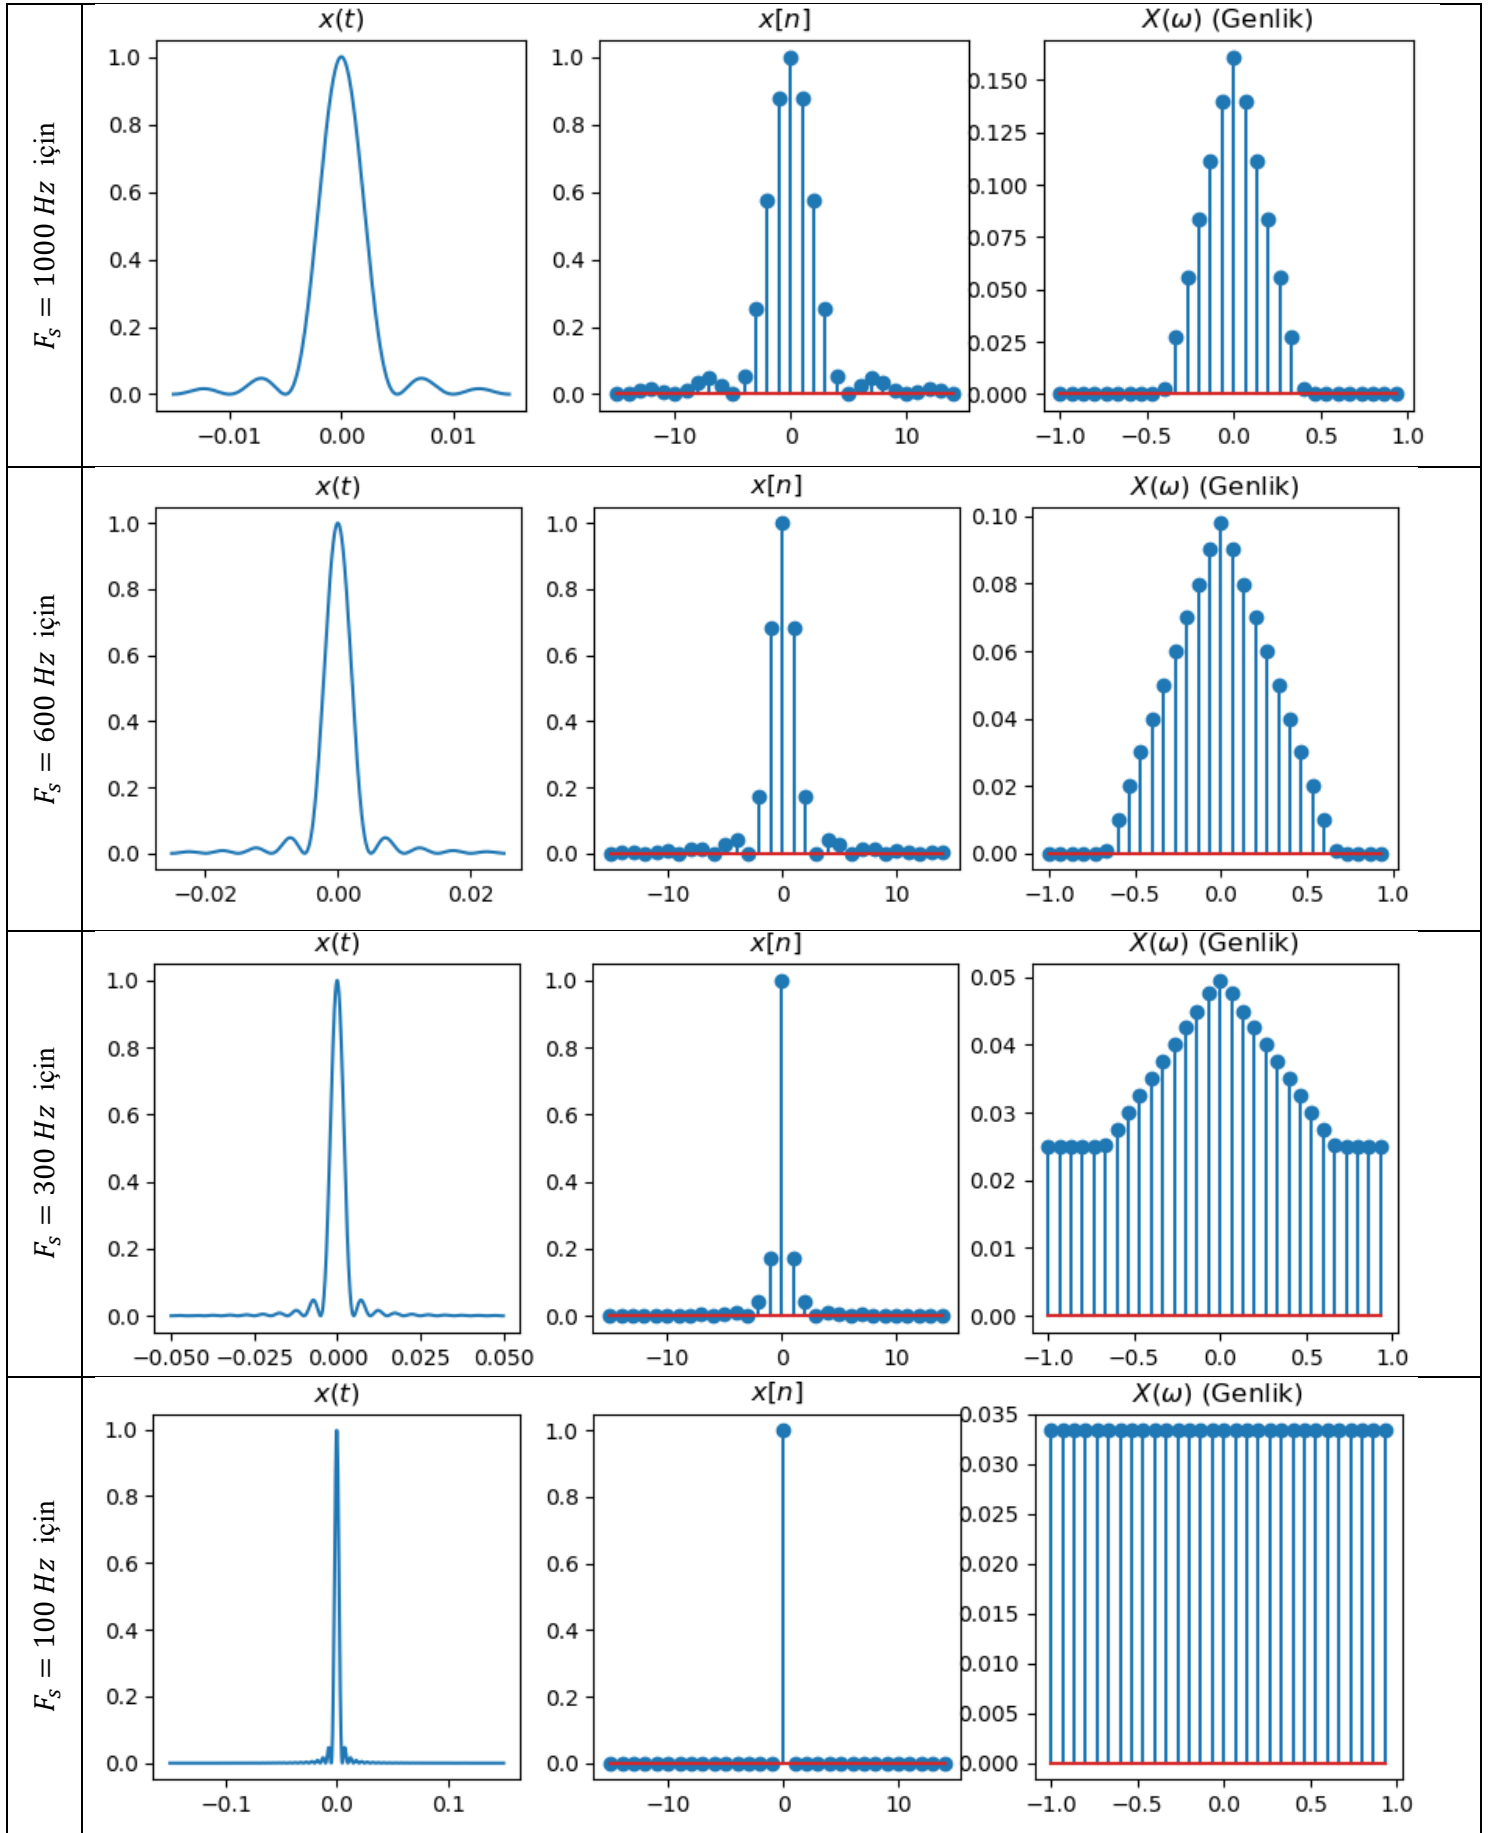 F_s = 1000 Hz için
x(t)
1.0
0.8
0.6
0.4
0.2
0.0
−0.01 0.00 0.01
x[n]
1.0
0.8
0.6
0.4
0.2
0.0
−10 0 10
X(ω) (Genlik)
0.150
0.125
0.100
0.075
0.050
0.025
0.000
−1.0 −0.5 0.0 0.5 1.0
F_s = 600 Hz için
x(t)
1.0
0.8
0.6
0.4
0.2
0.0
−0.02 0.00 0.02
x[n]
1.0
0.8
0.6
0.4
0.2
0.0
−10 0 10
X(ω) (Genlik)
0.10
0.08
0.06
0.04
0.02
0.00
−1.0 −0.5 0.0 0.5 1.0
F_s = 300 Hz için
x(t)
1.0
0.8
0.6
0.4
0.2
0.0
−0.050 −0.025 0.000 0.025 0.050
x[n]
1.0
0.8
0.6
0.4
0.2
0.0
−10 0 10
X(ω) (Genlik)
0.05
0.04
0.03
0.02
0.01
0.00
−1.0 −0.5 0.0 0.5 1.0
F_s = 100 Hz için
x(t)
1.0
0.8
0.6
0.4
0.2
0.0
−0.1 0.0 0.1
x[n]
1.0
0.8
0.6
0.4
0.2
0.0
−10 0 10
X(ω) (Genlik)
0.035
0.030
0.025
0.020
0.015
0.010
0.005
0.000
−1.0 −0.5 0.0 0.5 1.0